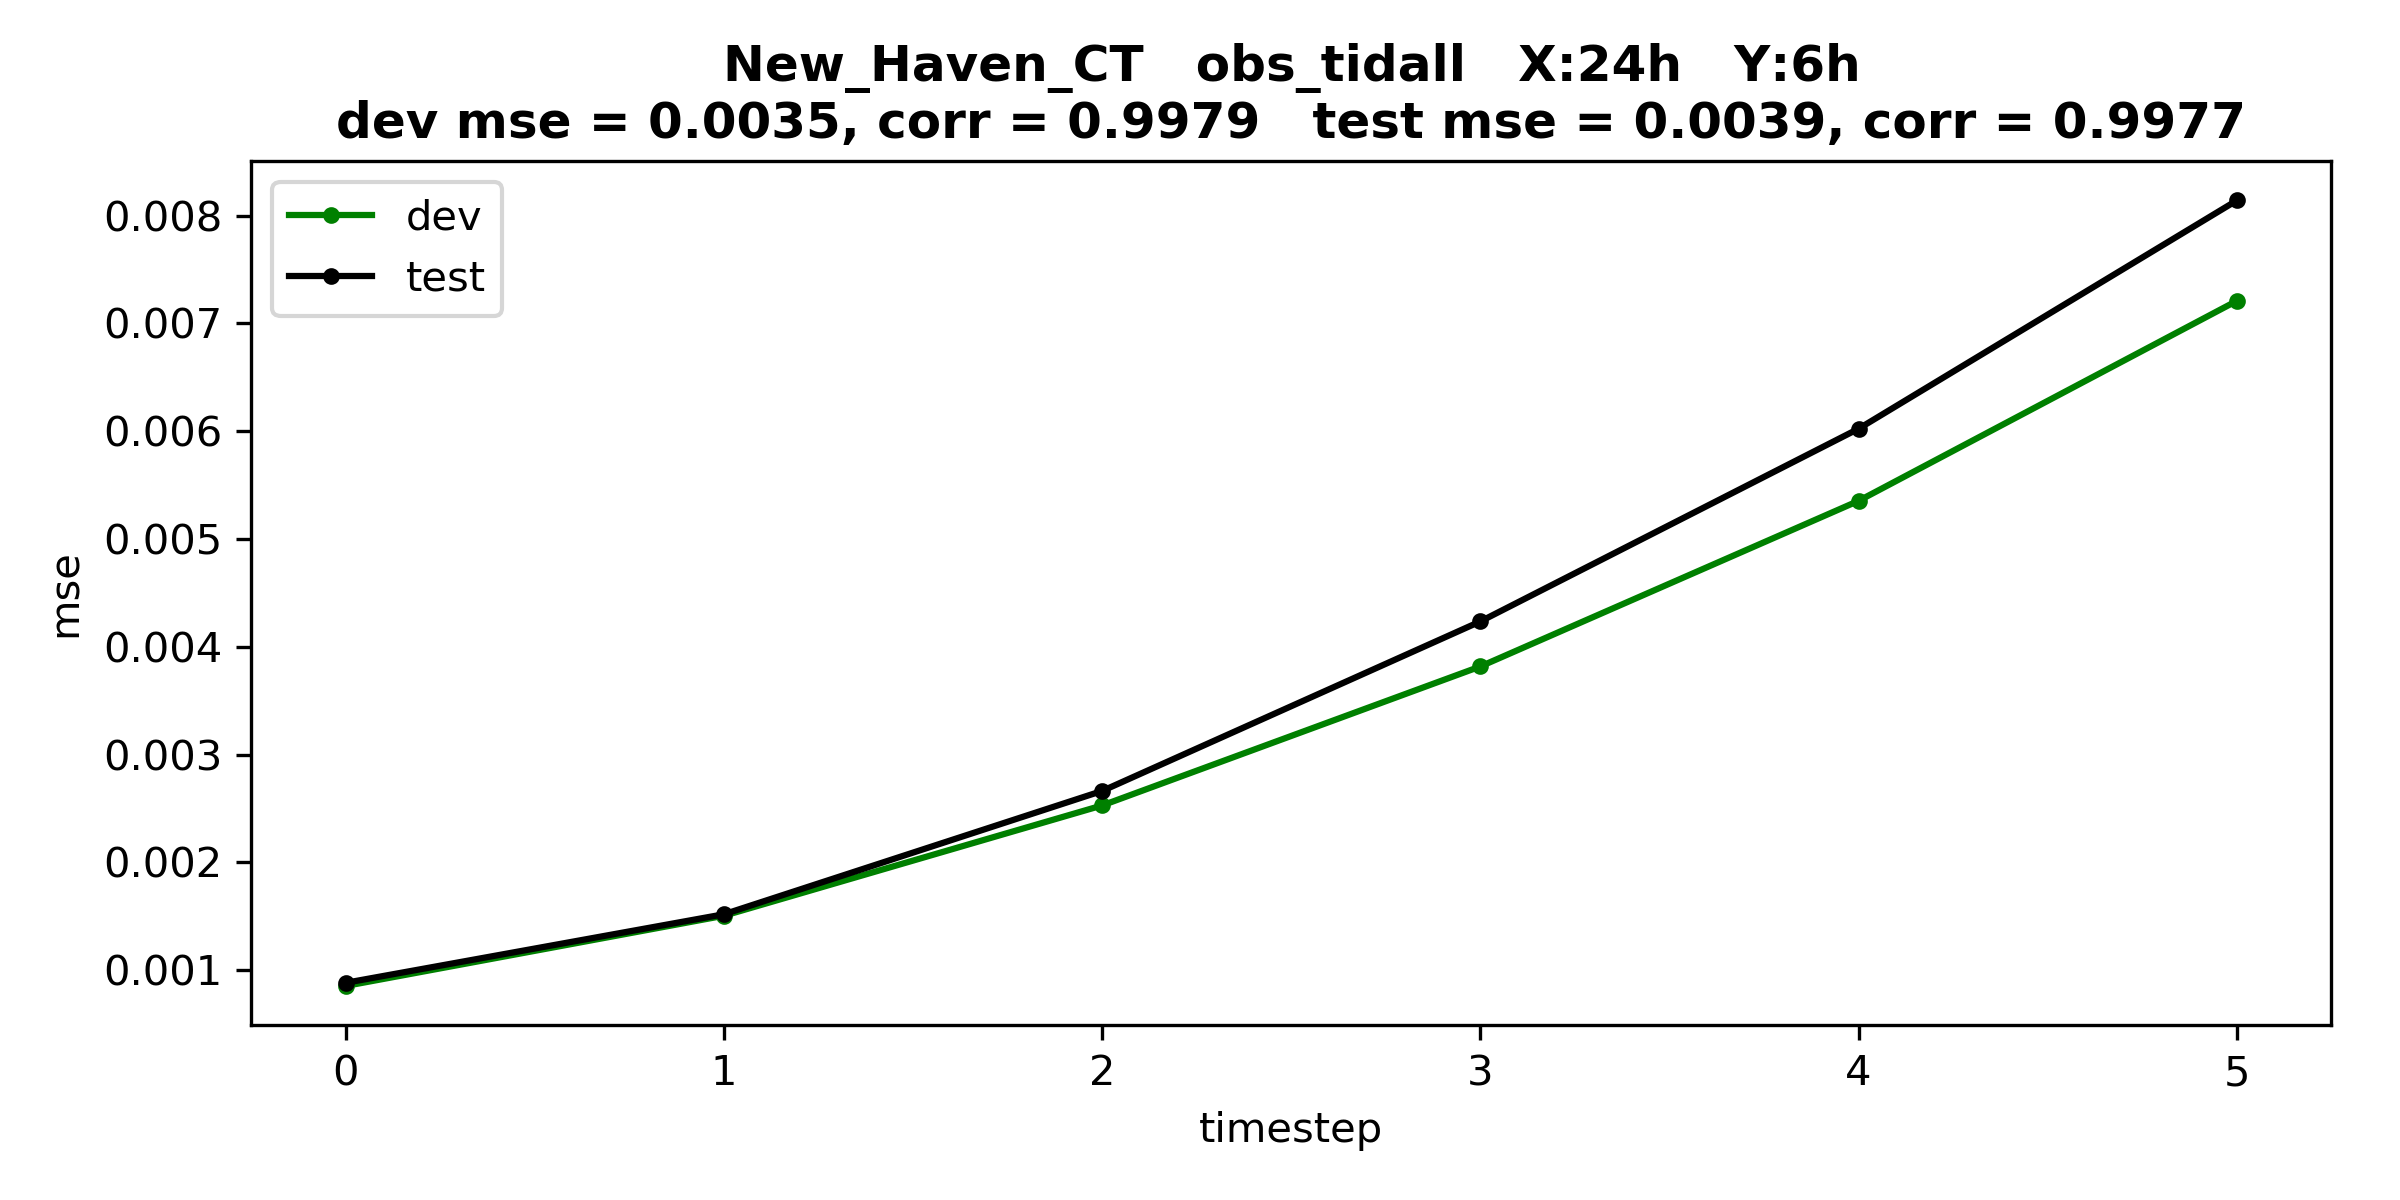 New_Haven_CT obs_tidall X:24h Y:6h
dev mse = 0.0035, corr = 0.9979 test mse = 0.0039, corr = 0.9977
dev
test
0.008
0.007
0.006
0.005
0.004
0.003
0.002
0.001
mse
0 1 2 3 4 5
timestep